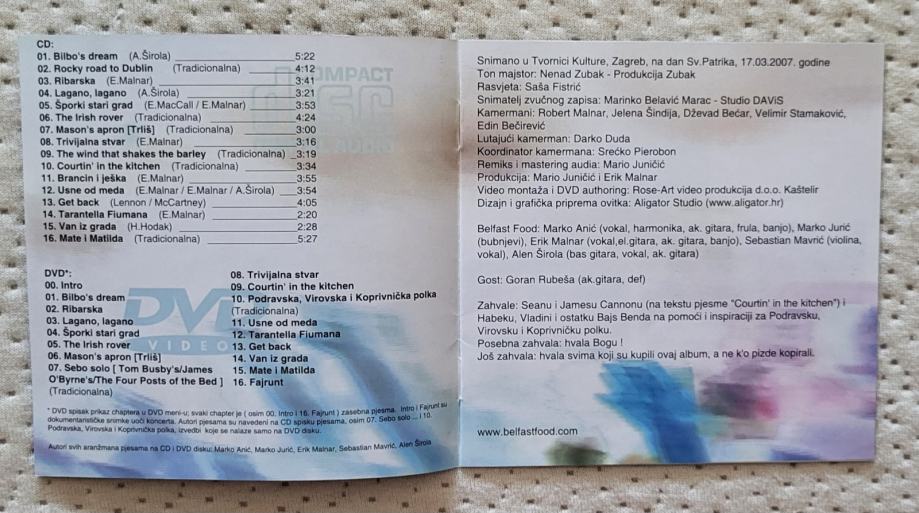 CD:
01. Bilbo's dream (A.Širola) 5:22
02. Rocky road to Dublin (Tradicionalna) 4:12
03. Ribarska (E.Malnar) 3:41
04. Lagano, lagano (A.Širola) 3:21
05. Šporki stari grad (E.MacCall / E.Malnar) 3:53
06. The Irish rover (Tradicionalna) 4:24
07. Mason's apron [Trliš] (Tradicionalna) 3:00
08. Trivijalna stvar (E.Malnar) 3:16
09. The wind that shakes the barley (Tradicionalna) 3:19
10. Courtin' in the kitchen (Tradicionalna) 3:34
11. Brancin i ješka (E.Malnar) 3:55
12. Usne od meda (E.Malnar / E.Malnar / A.Širola) 3:54
13. Get back (Lennon / McCartney) 4:05
14. Tarantella Fiumana (E.Malnar) 2:20
15. Van iz grada (H.Hodak) 2:28
16. Mate i Matilda (Tradicionalna) 5:27
COMPACT
DISC
AUDIO
DVD*:
00. Intro
01. Bilbo's dream
02. Ribarska
03. Lagano, lagano
04. Šporki stari grad
05. The Irish rover
06. Mason's apron [Trliš]
07. Sebo solo [ Tom Busby's/James
O'Byrne's/The Four Posts of the Bed ]
(Tradicionalna)
08. Trivijalna stvar
09. Courtin' in the kitchen
10. Podravska, Virovska i Koprivnička polka
(Tradicionalna)
11. Usne od meda
12. Tarantella Fiumana
13. Get back
14. Van iz grada
15. Mate i Matilda
16. Fajrunt
DVD
VIDEO
* DVD spisak prikaz chaptera u DVD meni-u; svaki chapter je ( osim 00. Intro i 16. Fajrunt ) zasebna pjesma. Intro i Fajrunt su
dokumentarističke snimke uoči koncerta. Autori pjesama su navedeni na CD spisku pjesama, osim 07. Sebo solo ... i 10.
Podravska, Virovska i Koprivnička polka, izvedbi koje se nalaze samo na DVD disku.
Autori svih aranžmana pjesama na CD i DVD disku: Marko Anić, Marko Jurić, Erik Malnar, Sebastian Mavrić, Alen Širola
Snimano u Tvornici Kulture, Zagreb, na dan Sv.Patrika, 17.03.2007. godine
Ton majstor: Nenad Zubak - Produkcija Zubak
Rasvjeta: Saša Fistrić
Snimatelj zvučnog zapisa: Marinko Belavić Marac - Studio DAViS
Kamermani: Robert Malnar, Jelena Šindija, Dževad Bećar, Velimir Stamaković,
Edin Bečirević
Lutajući kamerman: Darko Duda
Koordinator kamermana: Srećko Pierobon
Remiks i mastering audia: Mario Juničić
Produkcija: Mario Juničić i Erik Malnar
Video montaža i DVD authoring: Rose-Art video produkcija d.o.o. Kaštelir
Dizajn i grafička priprema ovitka: Aligator Studio (www.aligator.hr)
Belfast Food: Marko Anić (vokal, harmonika, ak. gitara, frula, banjo), Marko Jurić
(bubnjevi), Erik Malnar (vokal,el.gitara, ak. gitara, banjo), Sebastian Mavrić (violina,
vokal), Alen Širola (bas gitara, vokal, ak. gitara)
Gost: Goran Rubeša (ak.gitara, def)
Zahvale: Seanu i Jamesu Cannonu (na tekstu pjesme "Courtin' in the kitchen") i
Habeku, Vladini i ostatku Bajs Benda na pomoći i inspiraciji za Podravsku,
Virovsku i Koprivničku polku.
Posebna zahvala: hvala Bogu !
Još zahvala: hvala svima koji su kupili ovaj album, a ne k'o pizde kopirali.
www.belfastfood.com